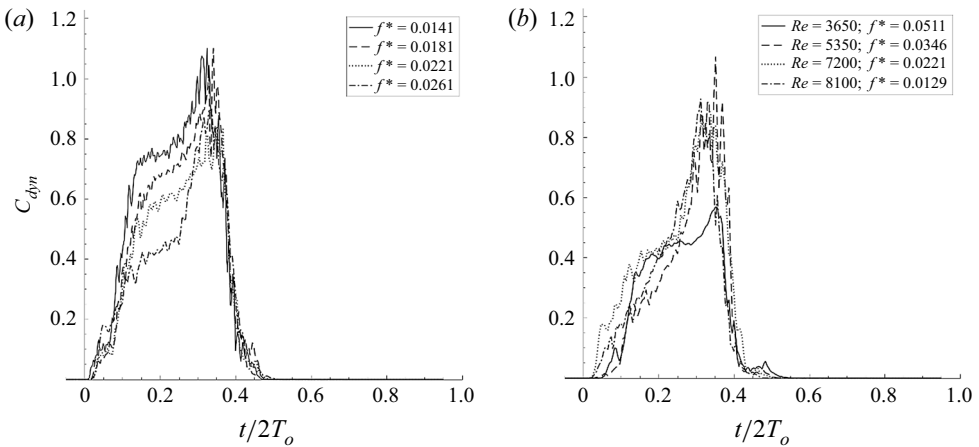 (a)
1.2
1.0
0.8
0.6
0.4
0.2
C_dyn
f* = 0.0141
f* = 0.0181
f* = 0.0221
f* = 0.0261
0 0.2 0.4 0.6 0.8 1.0
t/2T_o
(b)
1.2
1.0
0.8
0.6
0.4
0.2
Re = 3650; f* = 0.0511
Re = 5350; f* = 0.0346
Re = 7200; f* = 0.0221
Re = 8100; f* = 0.0129
0 0.2 0.4 0.6 0.8 1.0
t/2T_o